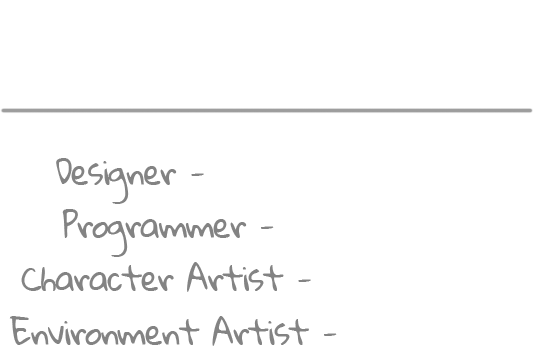 Designer -
Programmer -
Character Artist -
Environment Artist -